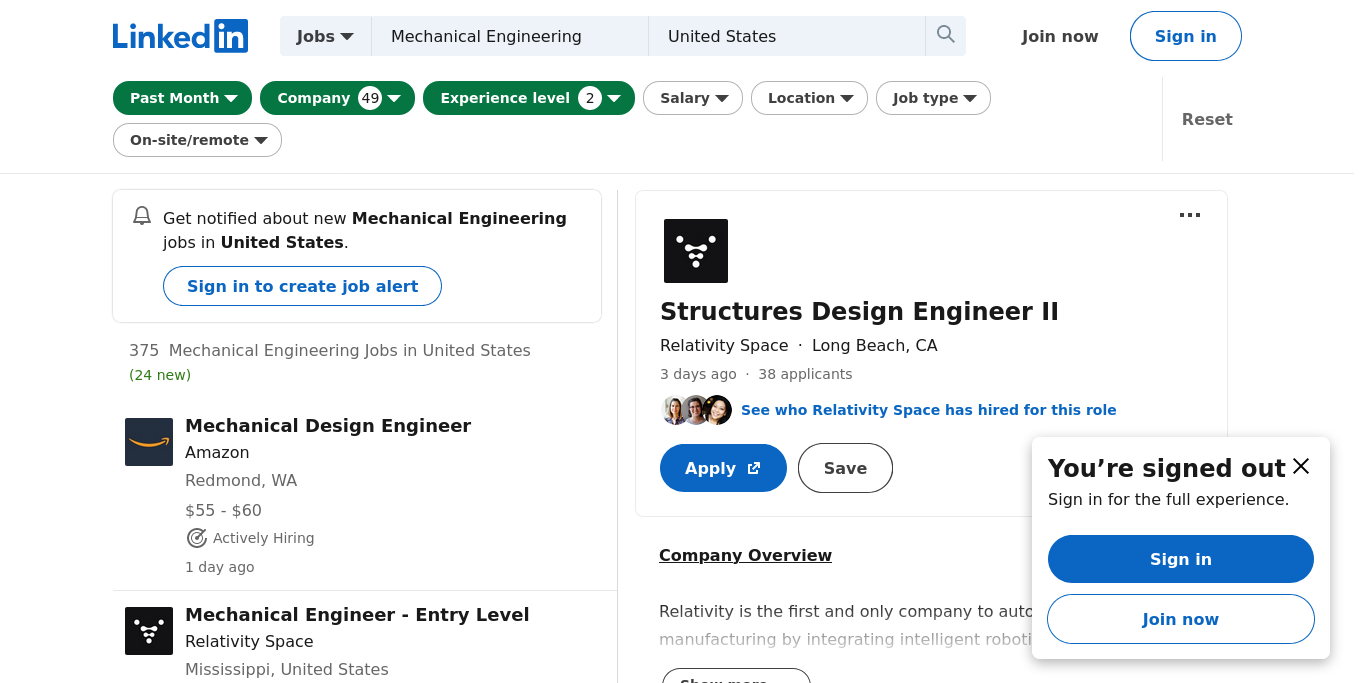 Linked in
Jobs
Mechanical Engineering
United States
Join now
Sign in
Past Month
Company 49
Experience level 2
Salary
Location
Job type
On-site/remote
Reset
Get notified about new Mechanical Engineering
jobs in United States.
Sign in to create job alert
375 Mechanical Engineering Jobs in United States
(24 new)
Mechanical Design Engineer
Amazon
Redmond, WA
$55 - $60
Actively Hiring
1 day ago
Mechanical Engineer - Entry Level
Relativity Space
Mississippi, United States
Structures Design Engineer II
Relativity Space · Long Beach, CA
3 days ago · 38 applicants
See who Relativity Space has hired for this role
Apply
Save
Company Overview
Relativity is the first and only company to
manufacturing by integrating intelligent
Show more
You’re signed out
Sign in for the full experience.
Sign in
Join now